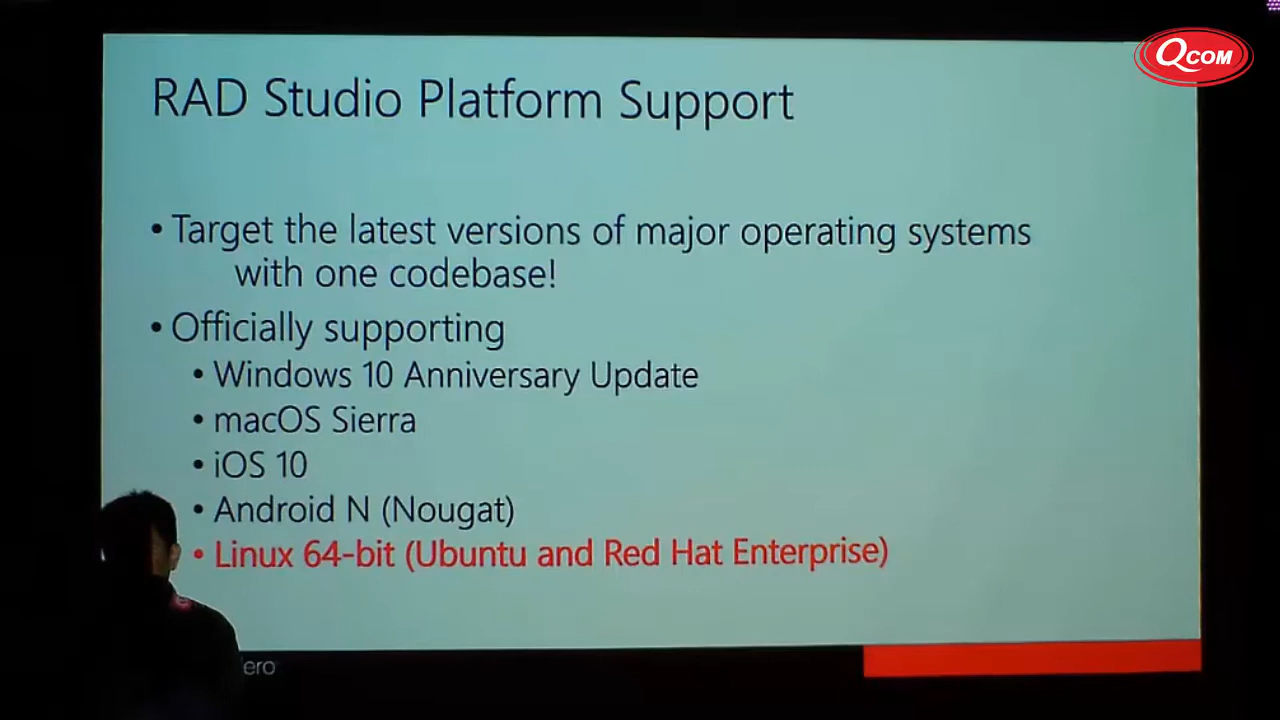 QCOM
RAD Studio Platform Support
• Target the latest versions of major operating systems
with one codebase!
• Officially supporting
• Windows 10 Anniversary Update
• macOS Sierra
• iOS 10
• Android N (Nougat)
• Linux 64-bit (Ubuntu and Red Hat Enterprise)
ero